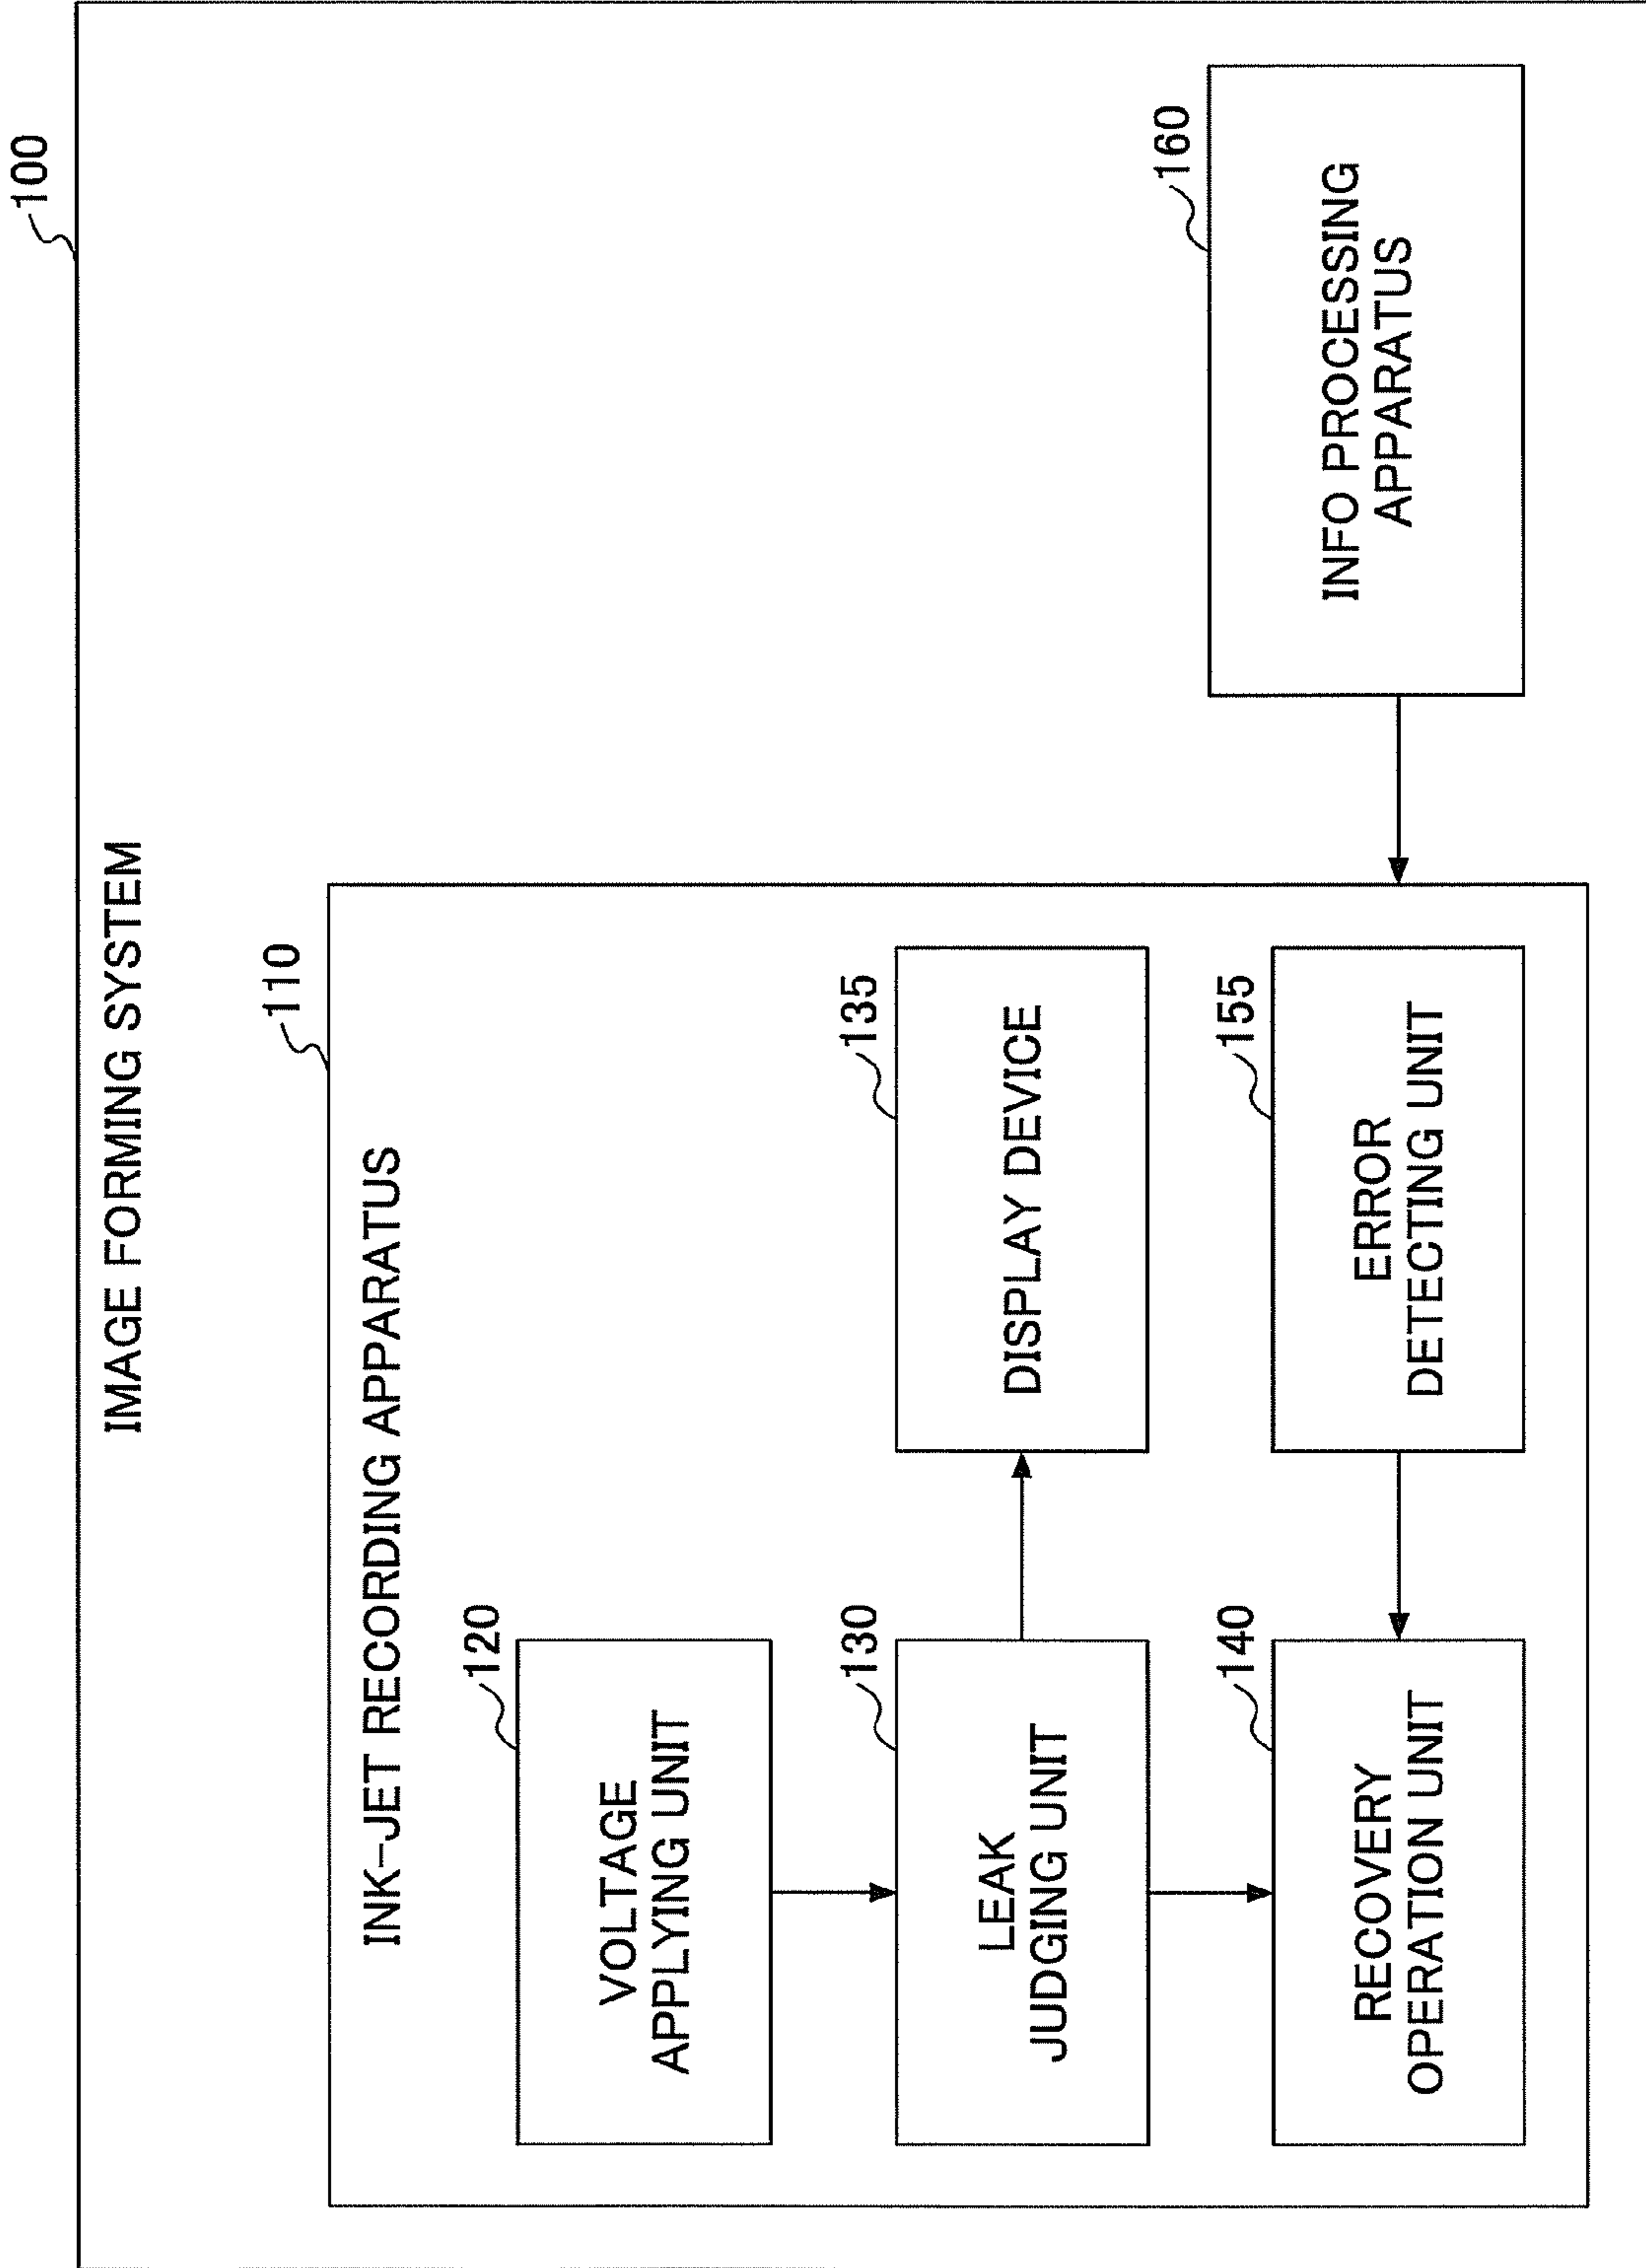 100
IMAGE FORMING SYSTEM
110
INK-JET RECORDING APPARATUS
120
VOLTAGE
APPLYING UNIT
130
LEAK
JUDGING UNIT
135
DISPLAY DEVICE
140
RECOVERY
OPERATION UNIT
155
ERROR
DETECTING UNIT
160
INFO PROCESSING
APPARATUS